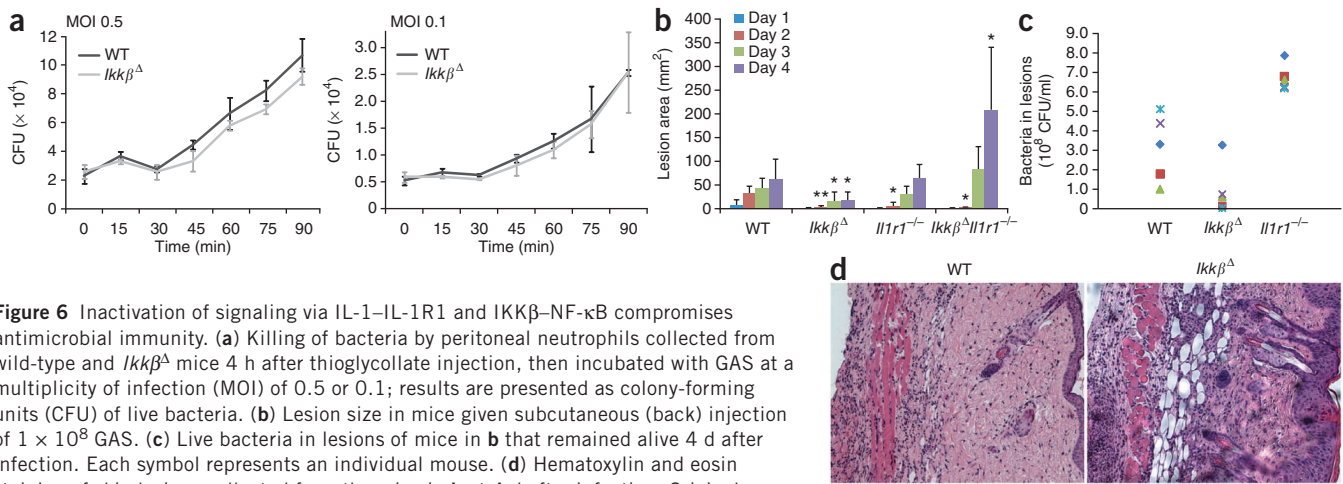 a
MOI 0.5
CFU (× 10⁴)
12
10
8
6
4
2
0
WT
Ikkβ^Δ
0 15 30 45 60 75 90
Time (min)
MOI 0.1
CFU (× 10⁴)
3.0
2.5
2.0
1.5
1.0
0.5
0
WT
Ikkβ^Δ
0 15 30 45 60 75 90
Time (min)
b
Lesion area (mm²)
400
350
300
250
200
150
100
50
0
Day 1
Day 2
Day 3
Day 4
** * *
*
* *
WT Ikkβ^Δ Il1r1⁻/⁻ Ikkβ^ΔIl1r1⁻/⁻
c
Bacteria in lesions
(10⁸ CFU/ml)
9.0
8.0
7.0
6.0
5.0
4.0
3.0
2.0
1.0
0
WT Ikkβ^Δ Il1r1⁻/⁻
d
WT Ikkβ^Δ
Figure 6 Inactivation of signaling via IL-1–IL-1R1 and IKKβ–NF-κB compromises
antimicrobial immunity. (a) Killing of bacteria by peritoneal neutrophils collected from
wild-type and Ikkβ^Δ mice 4 h after thioglycollate injection, then incubated with GAS at a
multiplicity of infection (MOI) of 0.5 or 0.1; results are presented as colony-forming
units (CFU) of live bacteria. (b) Lesion size in mice given subcutaneous (back) injection
of 1 × 10⁸ GAS. (c) Live bacteria in lesions of mice in b that remained alive 4 d after
infection. Each symbol represents an individual mouse. (d) Hematoxylin and eosin